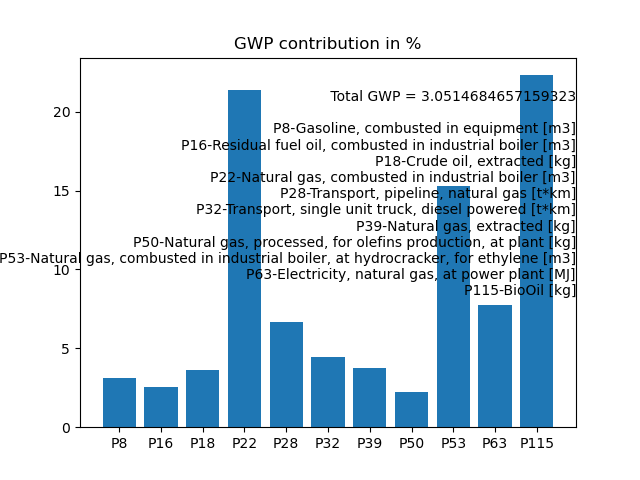 GWP contribution in %
Total GWP = 3.0514684657159323
P8-Gasoline, combusted in equipment [m3]
P16-Residual fuel oil, combusted in industrial boiler [m3]
P18-Crude oil, extracted [kg]
P22-Natural gas, combusted in industrial boiler [m3]
P28-Transport, pipeline, natural gas [t*km]
P32-Transport, single unit truck, diesel powered [t*km]
P39-Natural gas, extracted [kg]
P50-Natural gas, processed, for olefins production, at plant [kg]
P53-Natural gas, combusted in industrial boiler, at hydrocracker, for ethylene [m3]
P63-Electricity, natural gas, at power plant [MJ]
P115-BioOil [kg]
20
15
10
5
0
P8 P16 P18 P22 P28 P32 P39 P50 P53 P63 P115